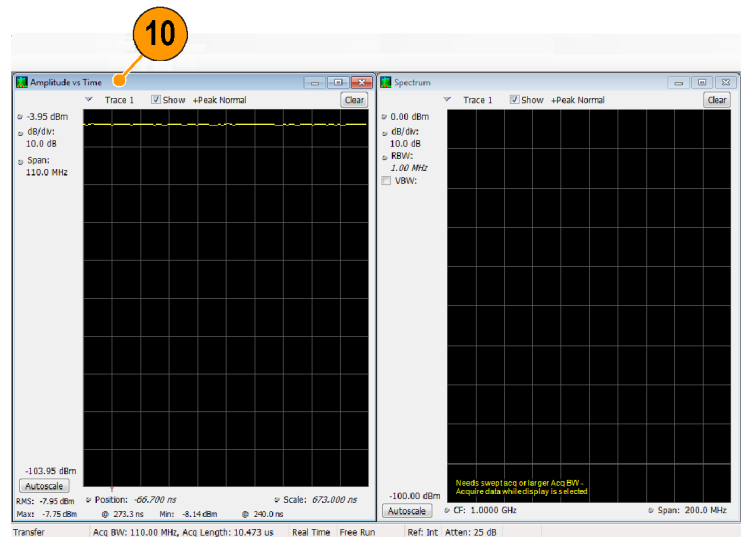 10
Amplitude vs Time
Trace 1 Show +Peak Normal Clear
-3.95 dBm
dB/div:
10.0 dB
Span:
110.0 MHz
-103.95 dBm
Autoscale
RMS: -7.95 dBm Position: -66.700 ns Scale: 673.000 ns
Max: -7.75 dBm @ 273.3 ns Min: -8.14 dBm @ 240.0 ns
Spectrum
Trace 1 Show +Peak Normal Clear
0.00 dBm
dB/div:
10.0 dB
RBW:
1.00 MHz
VBW:
Needs swept acq or larger Acq BW -
Acquire data while display is selected
-100.00 dBm
Autoscale CF: 1.0000 GHz Span: 200.0 MHz
Transfer Acq BW: 110.00 MHz, Acq Length: 10.473 us Real Time Free Run Ref: Int Atten: 25 dB